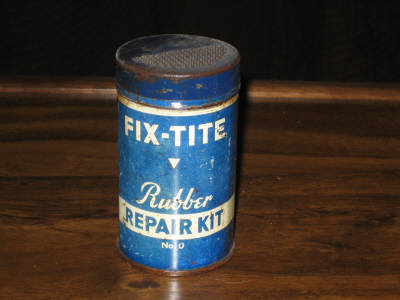 FIX-TITE
Rubber
REPAIR KIT
No. 0